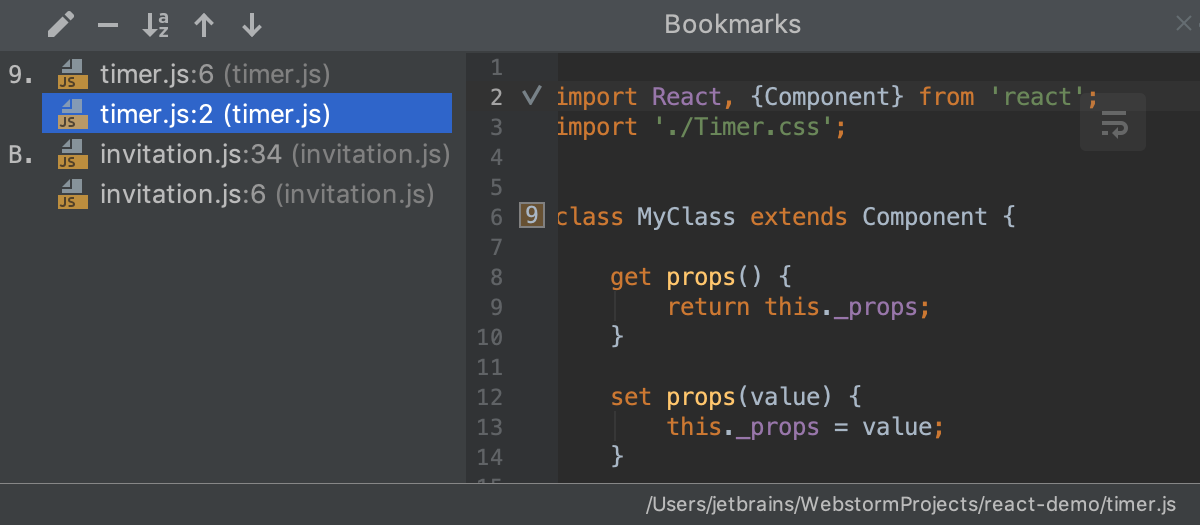 Bookmarks
9. JS timer.js:6 (timer.js)
JS timer.js:2 (timer.js)
B. JS invitation.js:34 (invitation.js)
JS invitation.js:6 (invitation.js)
1
2 import React, {Component} from 'react';
3 import './Timer.css';
4
5
6 9 class MyClass extends Component {
7
8 get props() {
9 return this._props;
10 }
11
12 set props(value) {
13 this._props = value;
14 }
15
/Users/jetbrains/WebstormProjects/react-demo/timer.js